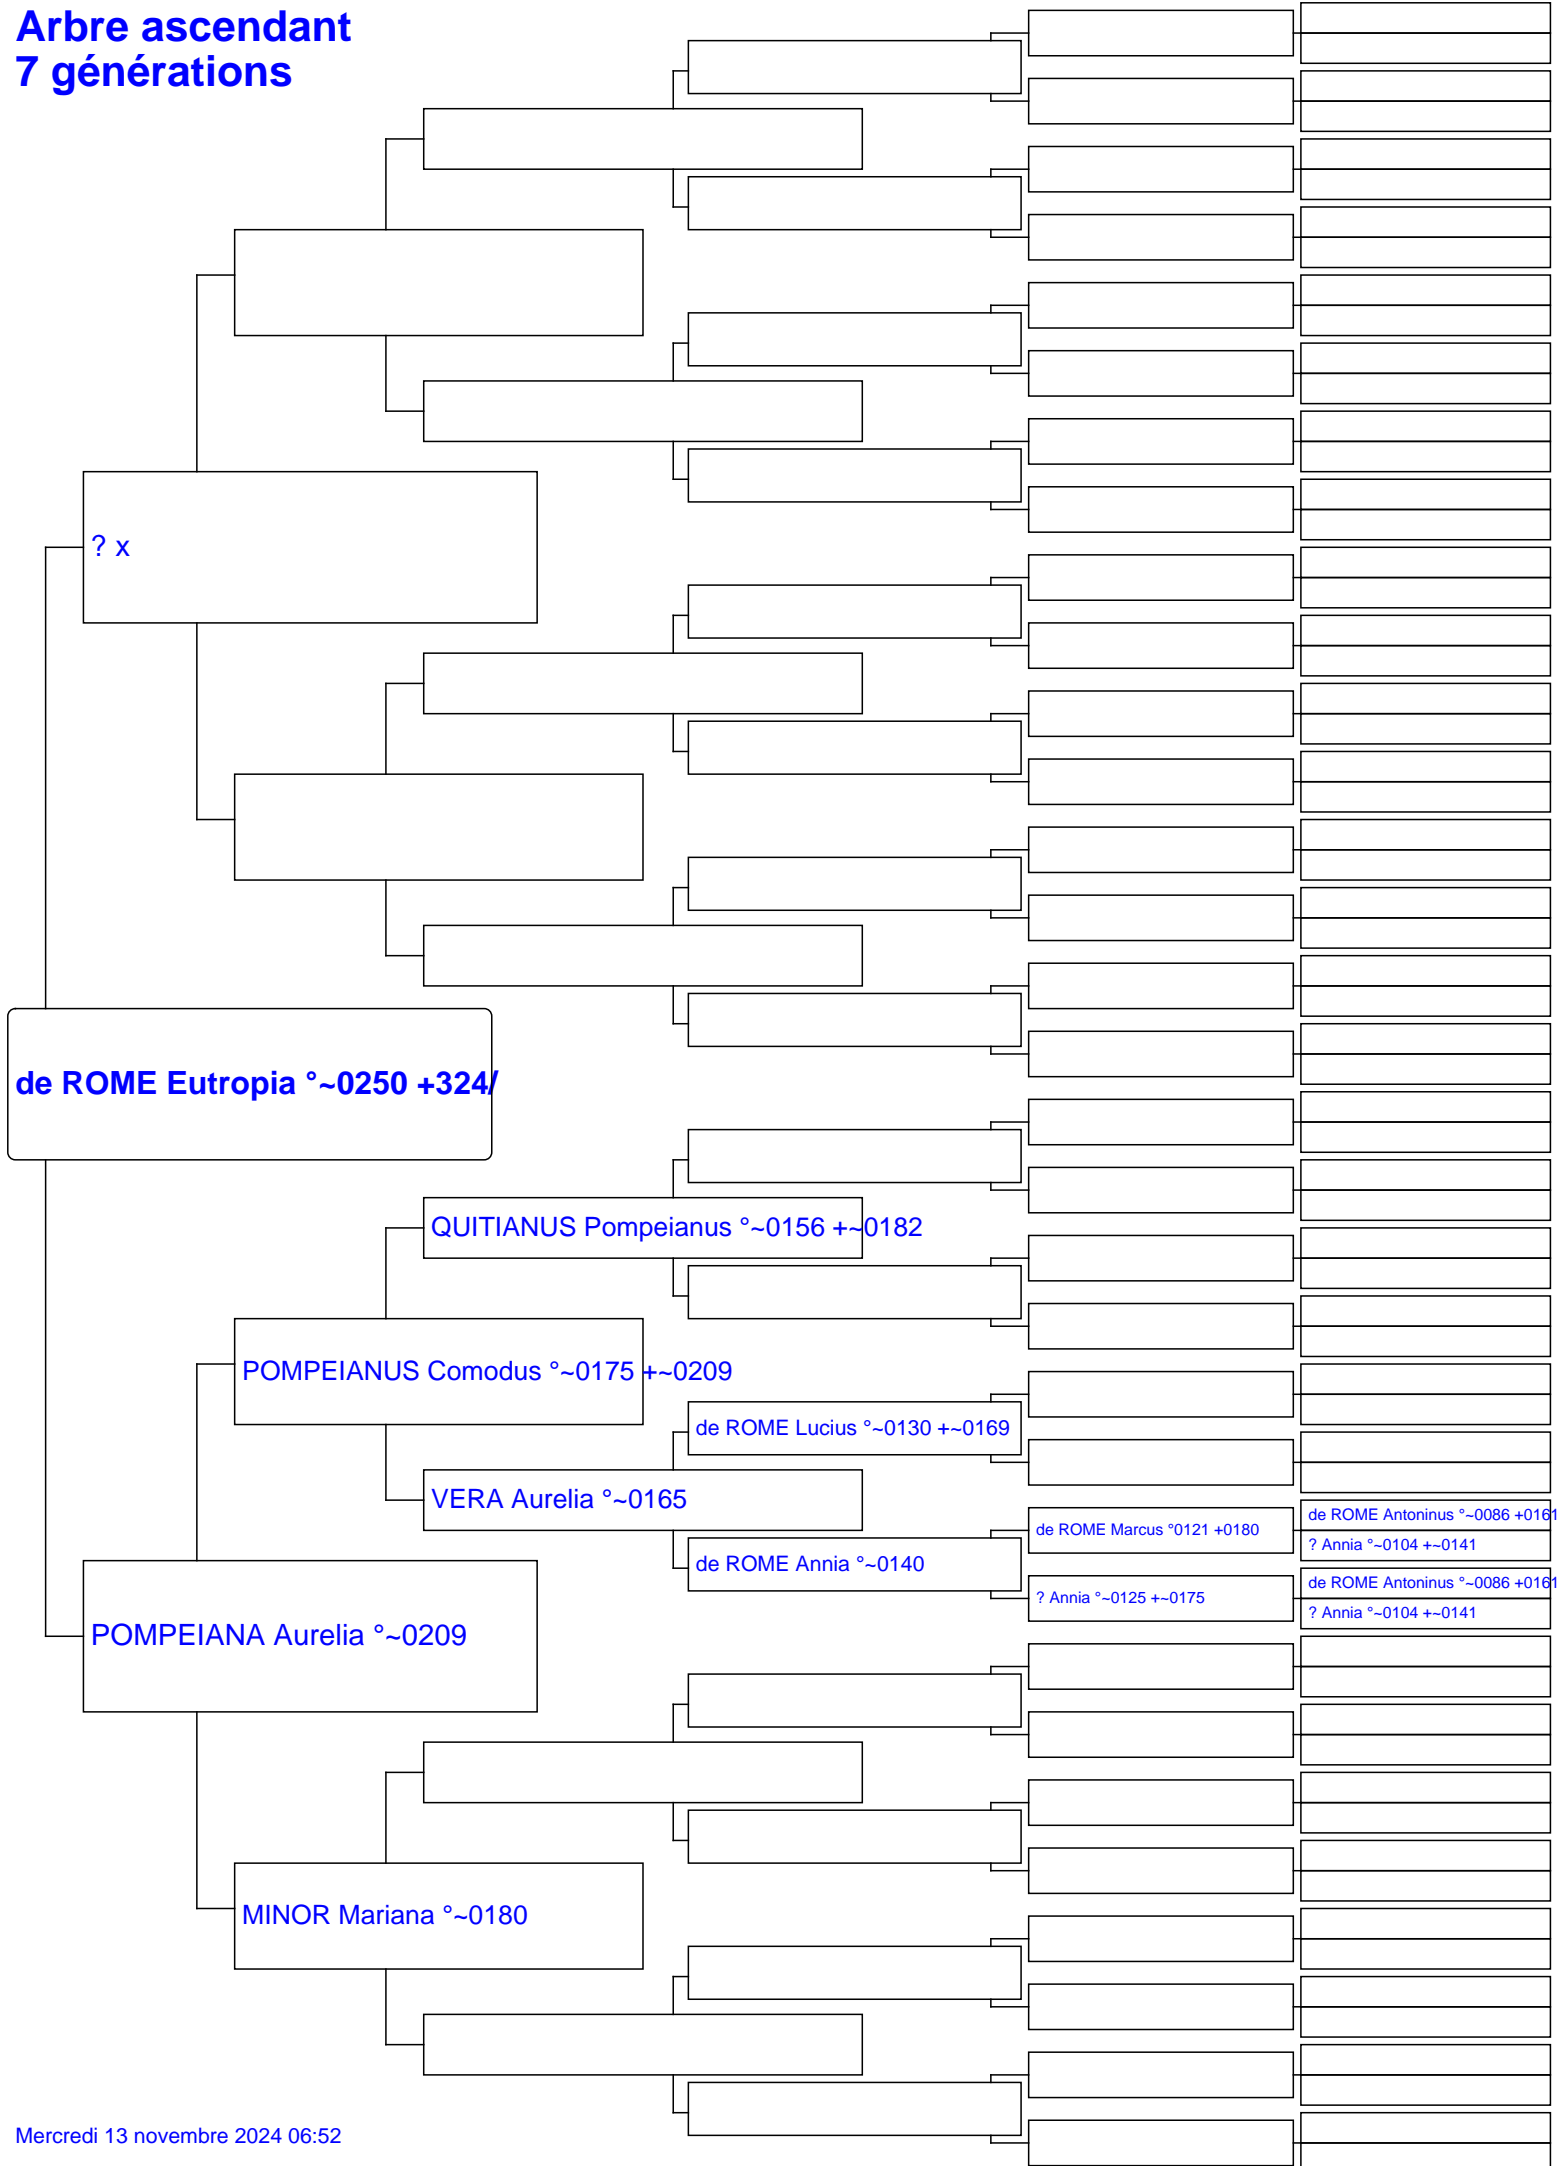 Arbre ascendant
7 générations
? x
de ROME Eutropia °~0250 +324/
QUITIANUS Pompeianus °~0156 +~0182
POMPEIANUS Comodus °~0175 +~0209
de ROME Lucius °~0130 +~0169
VERA Aurelia °~0165
de ROME Marcus °0121 +0180
de ROME Antoninus °~0086 +0161
? Annia °~0104 +~0141
de ROME Annia °~0140
? Annia °~0125 +~0175
de ROME Antoninus °~0086 +0161
? Annia °~0104 +~0141
POMPEIANA Aurelia °~0209
MINOR Mariana °~0180
Mercredi 13 novembre 2024 06:52